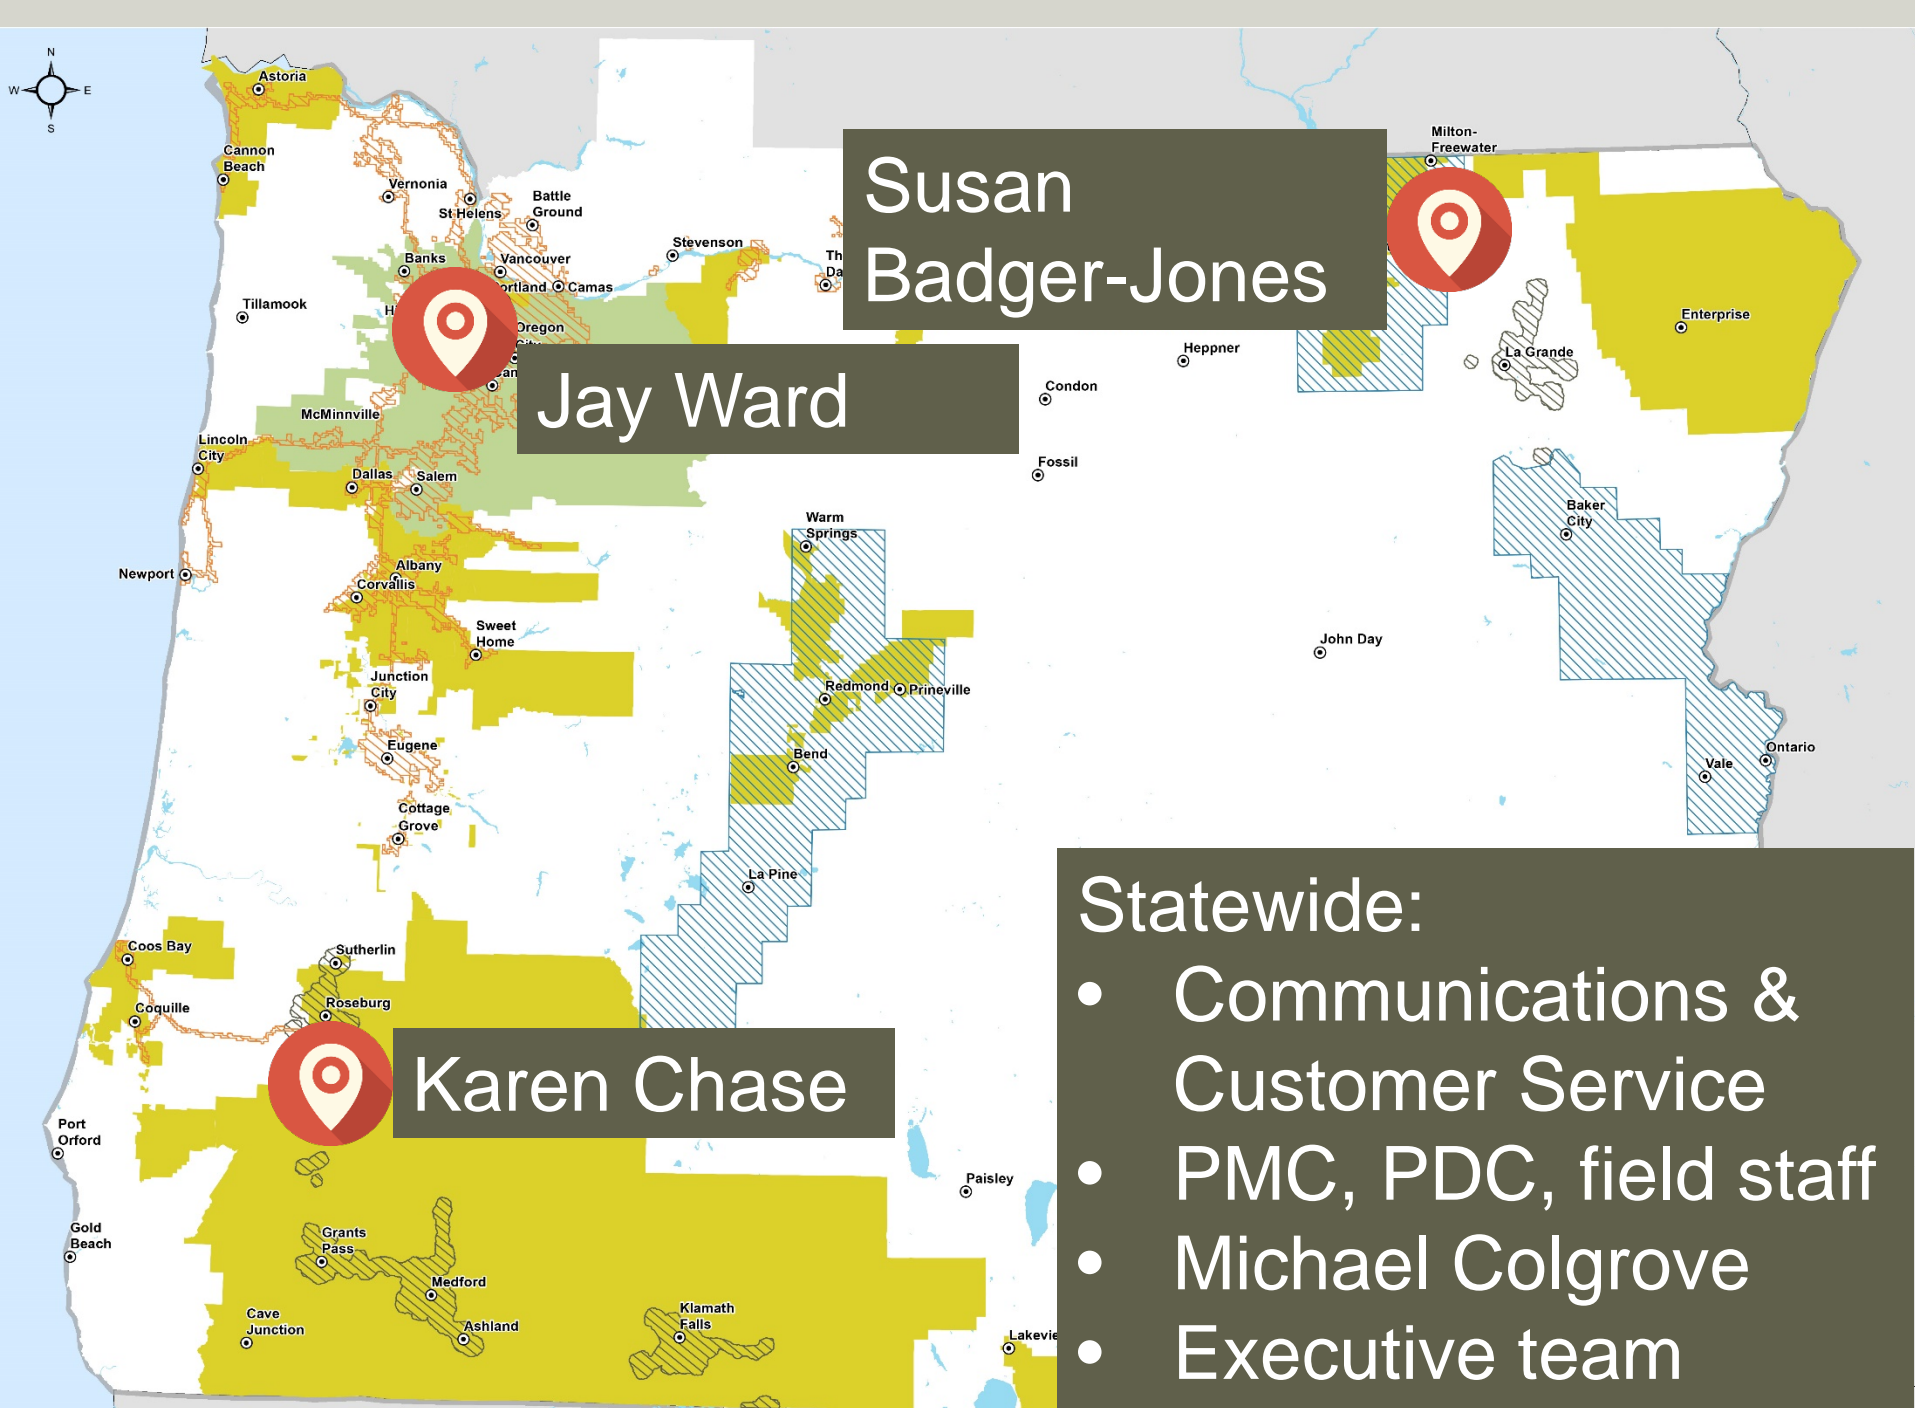 N
W
E
S
Astoria
Cannon
Beach
Vernonia
St Helens
Battle
Ground
Banks
Vancouver
Stevenson
Camas
Tillamook
Oregon
McMinnville
Lincoln
City
Dallas
Salem
Newport
Albany
Corvallis
Sweet
Home
Junction
City
Eugene
Cottage
Grove
Coos Bay
Coquille
Sutherlin
Roseburg
Port
Orford
Gold
Beach
Grants
Pass
Medford
Cave
Junction
Ashland
Klamath
Falls
Paisley
Warm
Springs
Redmond
Prineville
Bend
La Pine
Condon
Fossil
Heppner
John Day
Milton-
Freewater
La Grande
Enterprise
Baker
City
Ontario
Vale
Susan
Badger-Jones
Jay Ward
Karen Chase
Statewide:
• Communications &
Customer Service
• PMC, PDC, field staff
• Michael Colgrove
• Executive team